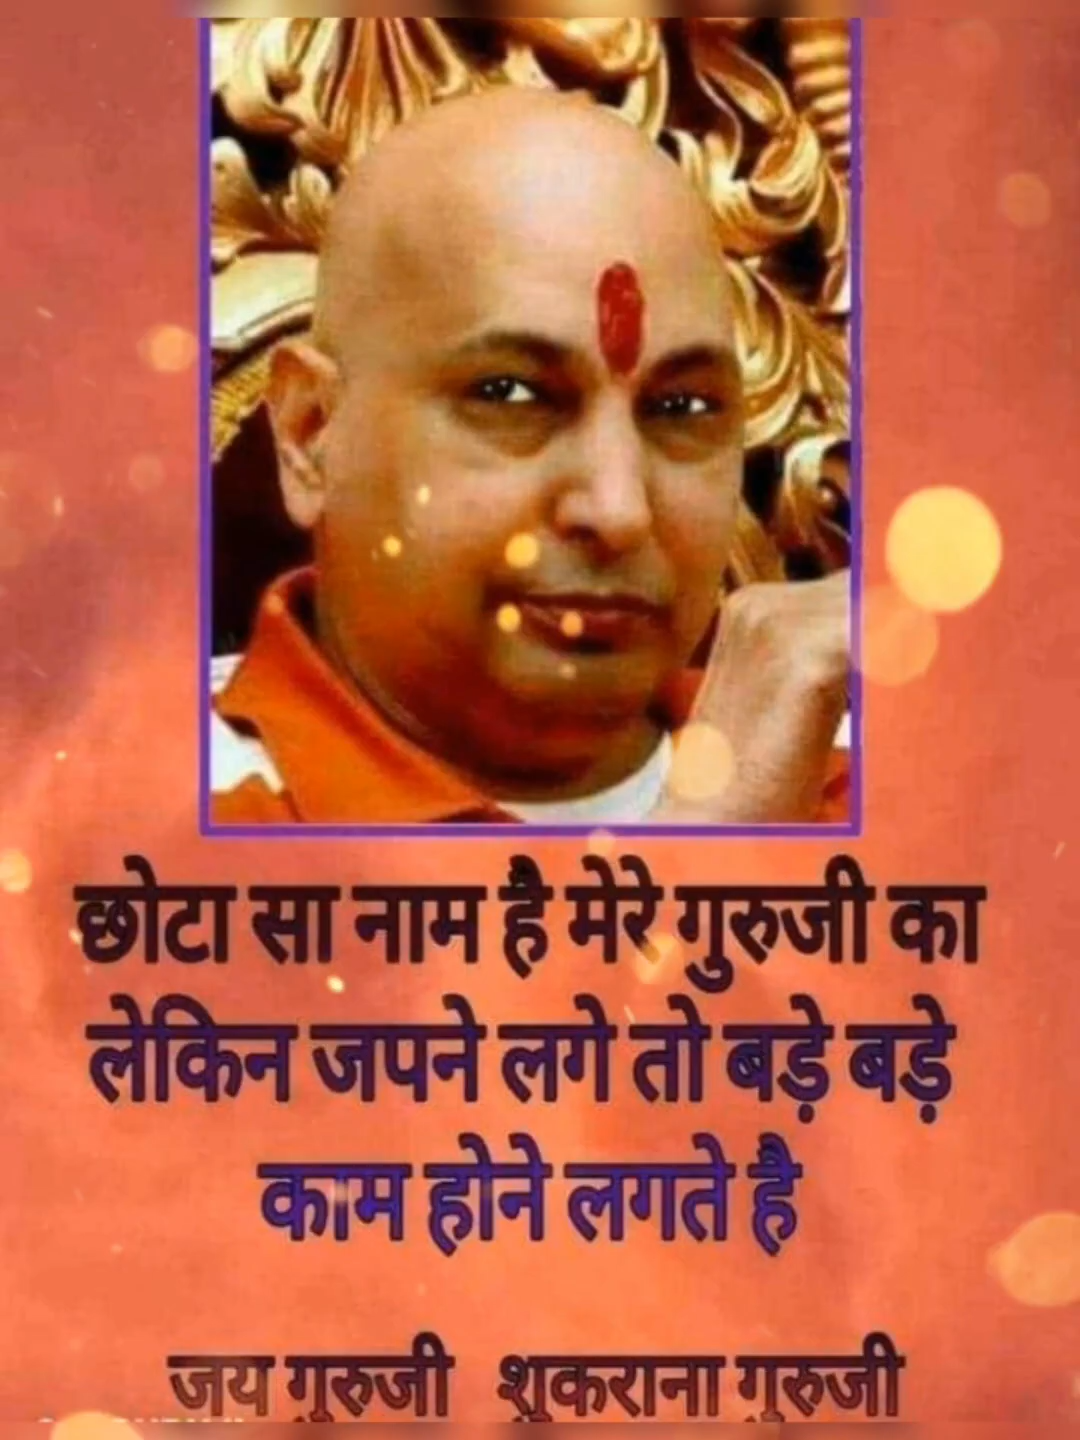 छोटा सा नाम है मेरे गुरुजी का
लेकिन जपने लगे तो बड़े बड़े
काम होने लगते है
जय गुरुजी शुकराना गुरुजी